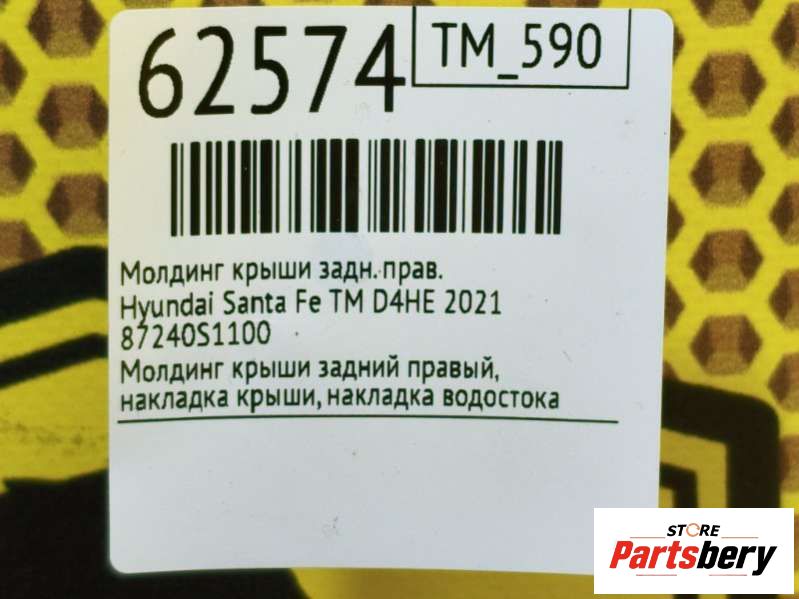 62574
TM_590
Молдинг крыши задн. прав.
Hyundai Santa Fe TM D4HE 2021
87240S1100
Молдинг крыши задний правый,
накладка крыши, накладка водостока
STORE
Partsbery